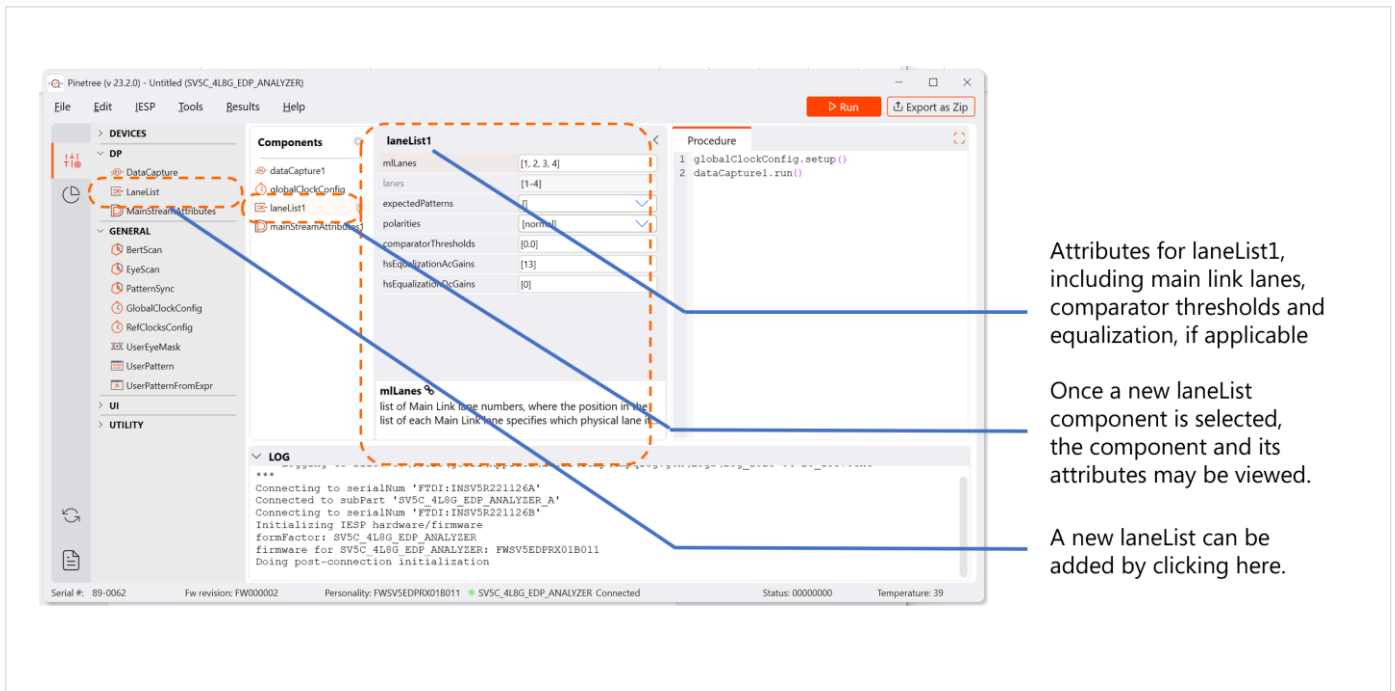 Pinetree (v 23.2.0) - Untitled (SV5C_4L8G_EDP_ANALYZER)
File Edit IESP Tools Results Help
Run
Export as Zip
DEVICES
DP
DataCapture
LaneList
MainStreamAttributes
GENERAL
BertScan
EyeScan
PatternSync
GlobalClockConfig
RefClocksConfig
UserEyeMask
UserPattern
UserPatternFromExpr
UI
UTILITY
Components
dataCapture1
globalClockConfig
laneList1
mainStreamAttributes1
laneList1
mlLanes [1, 2, 3, 4]
lanes [1-4]
expectedPatterns []
polarities [normal]
comparatorThresholds [0.0]
hsEqualizationAcGains [13]
hsEqualizationDcGains [0]
mlLanes
list of Main Link lane numbers, where the position in the
list of each Main Link lane specifies which physical lane it...
Procedure
1 globalClockConfig.setup()
2 dataCapture1.run()
LOG
***
Connecting to serialNum 'FTDI:INSV5R221126A'
Connected to subPart 'SV5C_4L8G_EDP_ANALYZER_A'
Connecting to serialNum 'FTDI:INSV5R221126B'
Initializing IESP hardware/firmware
formFactor: SV5C_4L8G_EDP_ANALYZER
firmware for SV5C_4L8G_EDP_ANALYZER: FWSV5EDPRX01B011
Doing post-connection initialization
Serial #: 89-0062 Fw revision: FW000002 Personality: FWSV5EDPRX01B011 SV5C_4L8G_EDP_ANALYZER Connected Status: 00000000 Temperature: 39
Attributes for laneList1,
including main link lanes,
comparator thresholds and
equalization, if applicable
Once a new laneList
component is selected,
the component and its
attributes may be viewed.
A new laneList can be
added by clicking here.